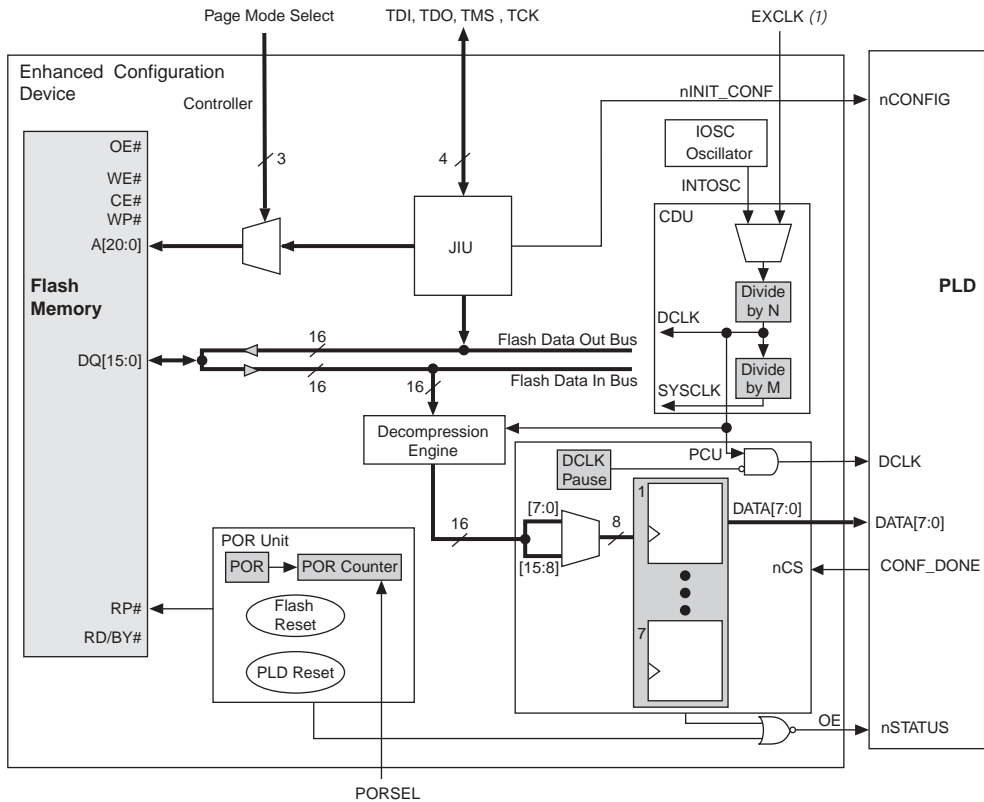 Page Mode Select
TDI, TDO, TMS , TCK
EXCLK (1)
Enhanced Configuration
Device
Controller
nINIT_CONF
nCONFIG
IOSC
Oscillator
OE#
3
4
WE#
INTOSC
CE#
WP#
CDU
A[20:0]
JIU
Flash
Memory
PLD
Divide
by N
DCLK
16
Flash Data Out Bus
DQ[15:0]
16
16
Flash Data In Bus
Divide
by M
SYSCLK
Decompression
Engine
PCU
DCLK
Pause
DCLK
1
[7:0]
DATA[7:0]
DATA[7:0]
16
8
[15:8]
POR Unit
nCS
CONF_DONE
POR
POR Counter
RP#
Flash
Reset
RD/BY#
7
PLD Reset
OE
nSTATUS
PORSEL